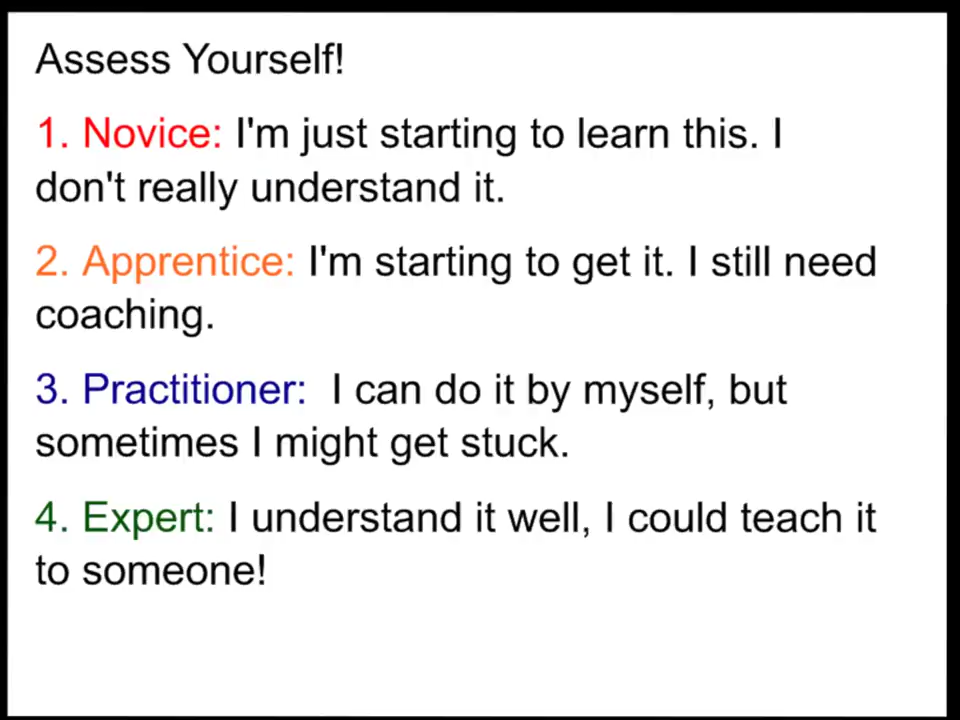 Assess Yourself!
1. Novice: I'm just starting to learn this. I
don't really understand it.
2. Apprentice: I'm starting to get it. I still need
coaching.
3. Practitioner:  I can do it by myself, but
sometimes I might get stuck.
4. Expert: I understand it well, I could teach it
to someone!